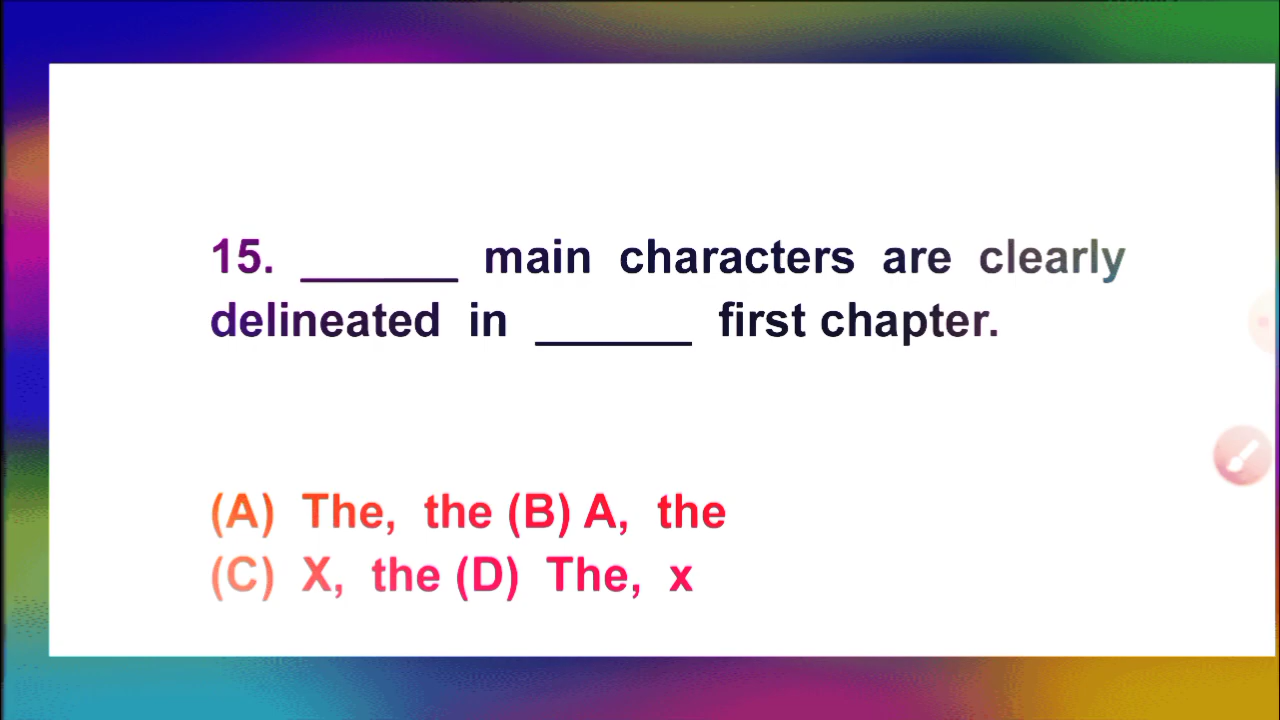 15. ______ main characters are clearly
delineated in ______ first chapter.
(A) The, the (B) A, the
(C) X, the (D) The, x